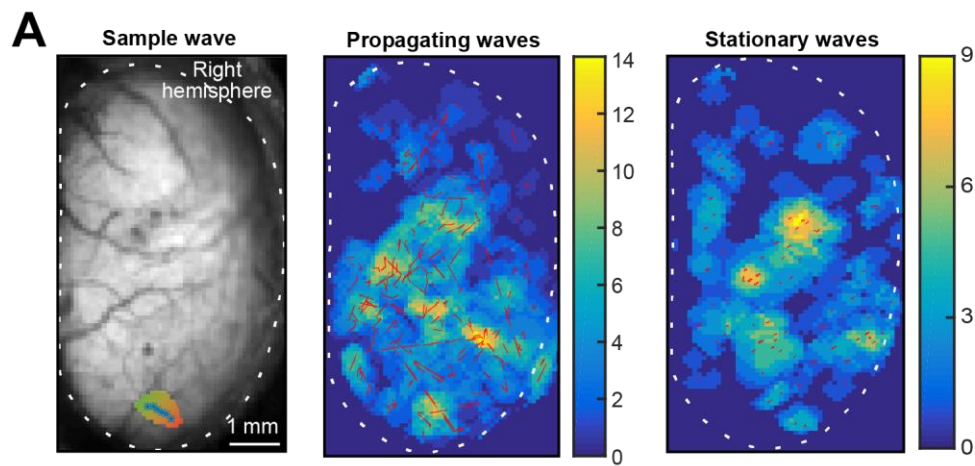 A
Sample wave
Propagating waves
Stationary waves
Right
hemisphere
1 mm
14
12
10
8
6
4
2
0
9
6
3
0